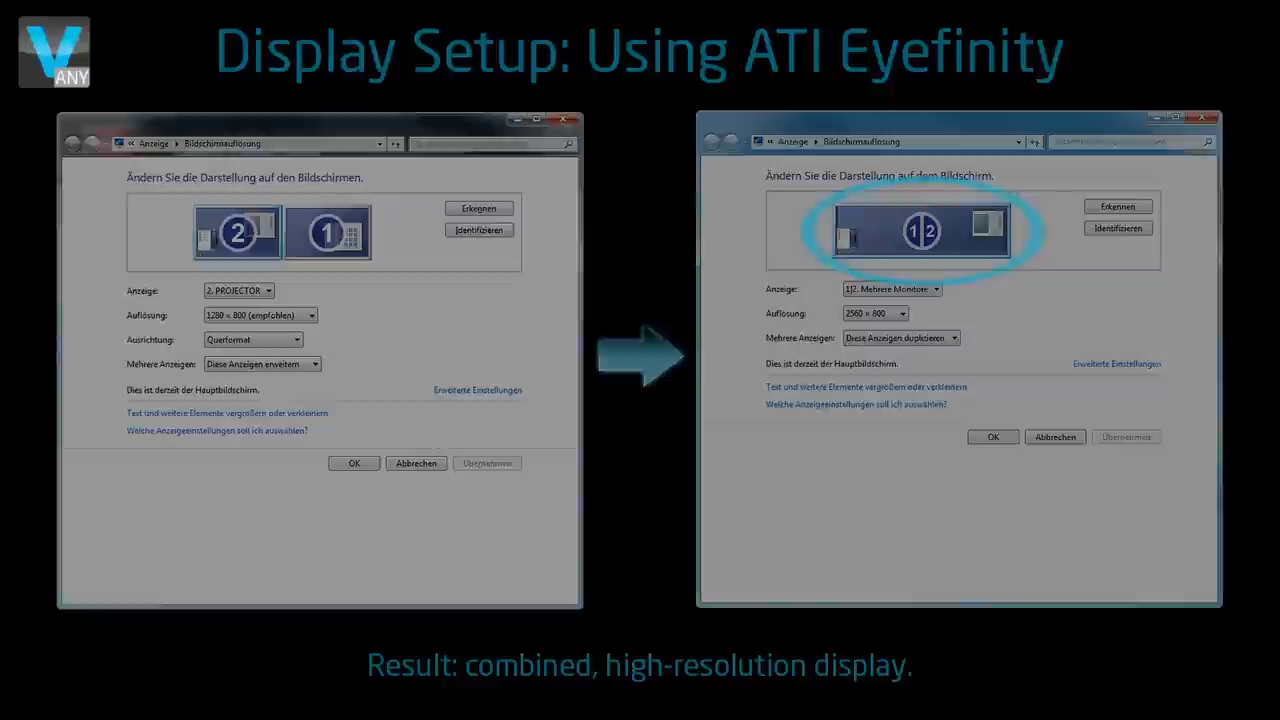 V
ANY
Display Setup: Using ATI Eyefinity
« Anzeige Bildschirmauflösung
Ändern Sie die Darstellung auf den Bildschirmen.
2
1
Erkennen
Identifizieren
Anzeige: 2. PROJECTOR
Auflösung: 1280 × 800 (empfohlen)
Ausrichtung: Querformat
Mehrere Anzeigen: Diese Anzeigen erweitern
Dies ist derzeit der Hauptbildschirm. Erweiterte Einstellungen
Text und weitere Elemente vergrößern oder verkleinern
Welche Anzeigeeinstellungen soll ich auswählen?
OK Abbrechen Übernehmen
« Anzeige Bildschirmauflösung
Ändern Sie die Darstellung auf dem Bildschirm.
1 2
Erkennen
Identifizieren
Anzeige: 1|2. Mehrere Monitore
Auflösung: 2560 × 800
Mehrere Anzeigen: Diese Anzeigen duplizieren
Dies ist derzeit der Hauptbildschirm. Erweiterte Einstellungen
Text und weitere Elemente vergrößern oder verkleinern
Welche Anzeigeeinstellungen soll ich auswählen?
OK Abbrechen Übernehmen
Result: combined, high-resolution display.